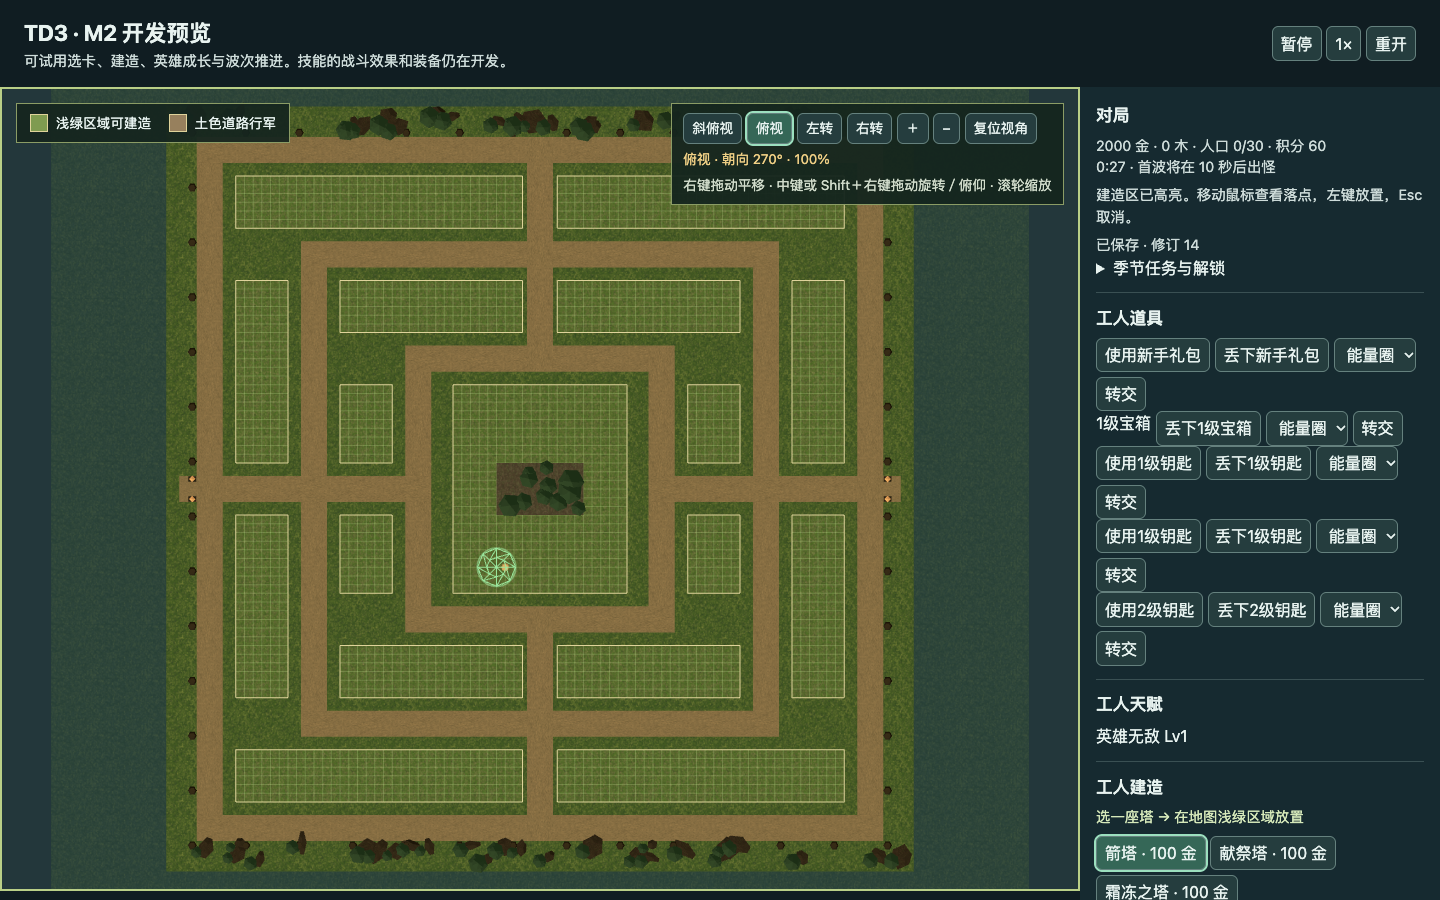 TD3 · M2 开发预览
可试用选卡、建造、英雄成长与波次推进。技能的战斗效果和装备仍在开发。
暂停 1× 重开
浅绿区域可建造 土色道路行军
斜俯视 俯视 左转 右转 + − 复位视角
俯视 · 朝向 270° · 100%
右键拖动平移 · 中键或 Shift＋右键拖动旋转 / 俯仰 · 滚轮缩放
对局
2000 金 · 0 木 · 人口 0/30 · 积分 60
0:27 · 首波将在 10 秒后出怪
建造区已高亮。移动鼠标查看落点，左键放置，Esc
取消。
已保存 · 修订 14
▶ 季节任务与解锁
工人道具
使用新手礼包 丢下新手礼包 能量圈
转交
1级宝箱 丢下1级宝箱 能量圈 转交
使用1级钥匙 丢下1级钥匙 能量圈
转交
使用1级钥匙 丢下1级钥匙 能量圈
转交
使用2级钥匙 丢下2级钥匙 能量圈
转交
工人天赋
英雄无敌 Lv1
工人建造
选一座塔 → 在地图浅绿区域放置
箭塔 · 100 金 献祭塔 · 100 金
霜冻之塔 · 100 金